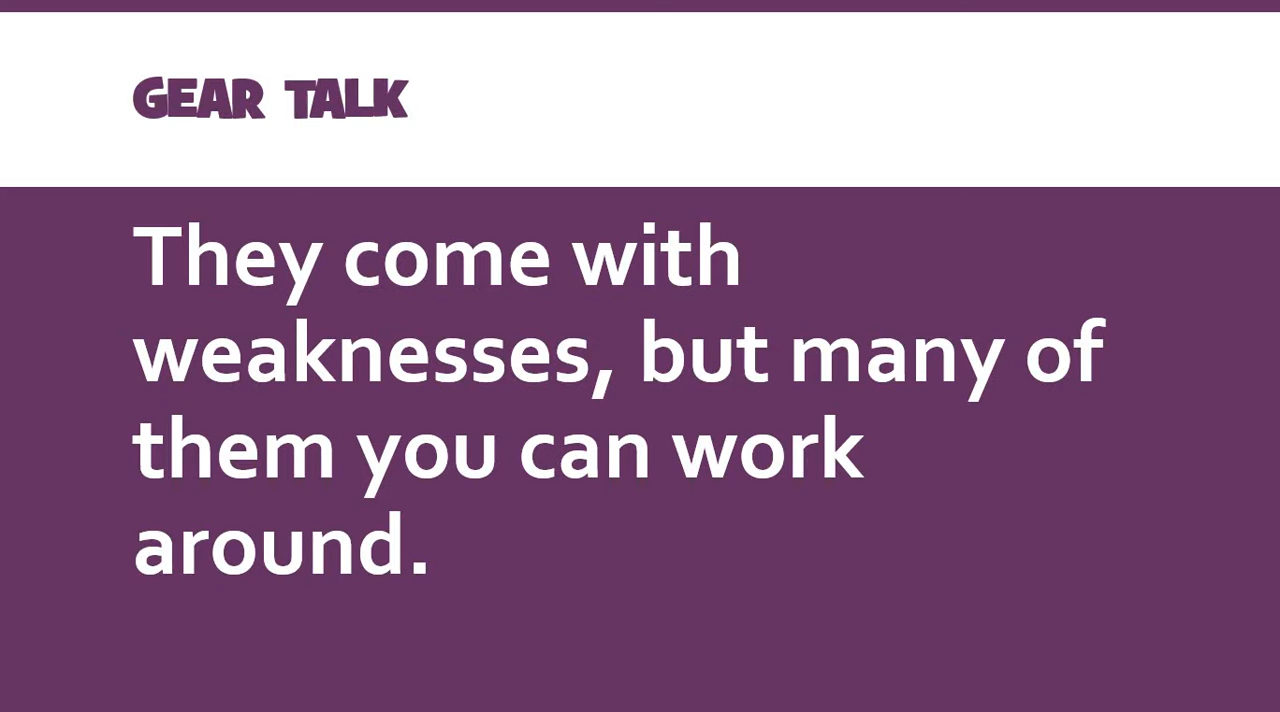 GEAR TALK
They come with
weaknesses, but many of
them you can work
around.